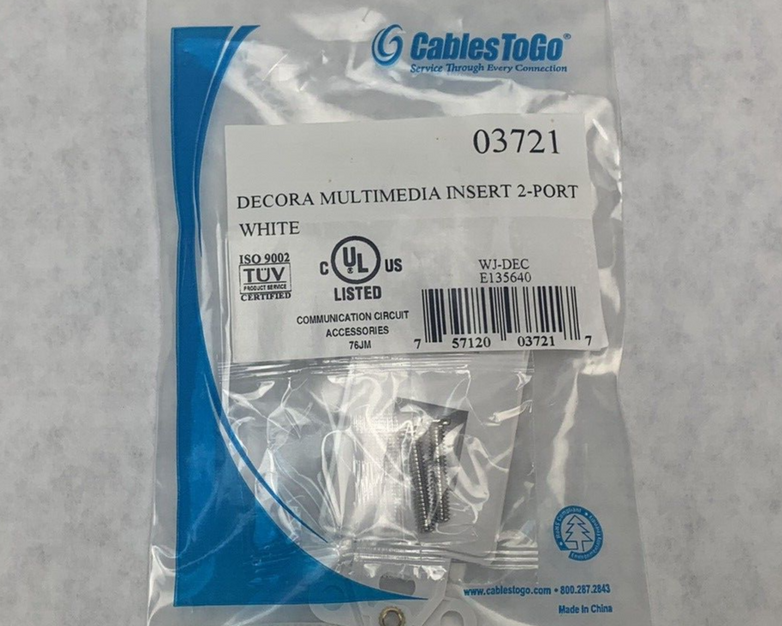 CablesToGo®
Service Through Every Connection
03721
DECORA MULTIMEDIA INSERT 2-PORT
WHITE
ISO 9002
TÜV
PRODUCT SERVICE
CERTIFIED
C UL US
LISTED
COMMUNICATION CIRCUIT
ACCESSORIES
76JM
WJ-DEC
E135640
7 57120 03721 7
www.cablestogo.com • 800.287.2843
Made In China